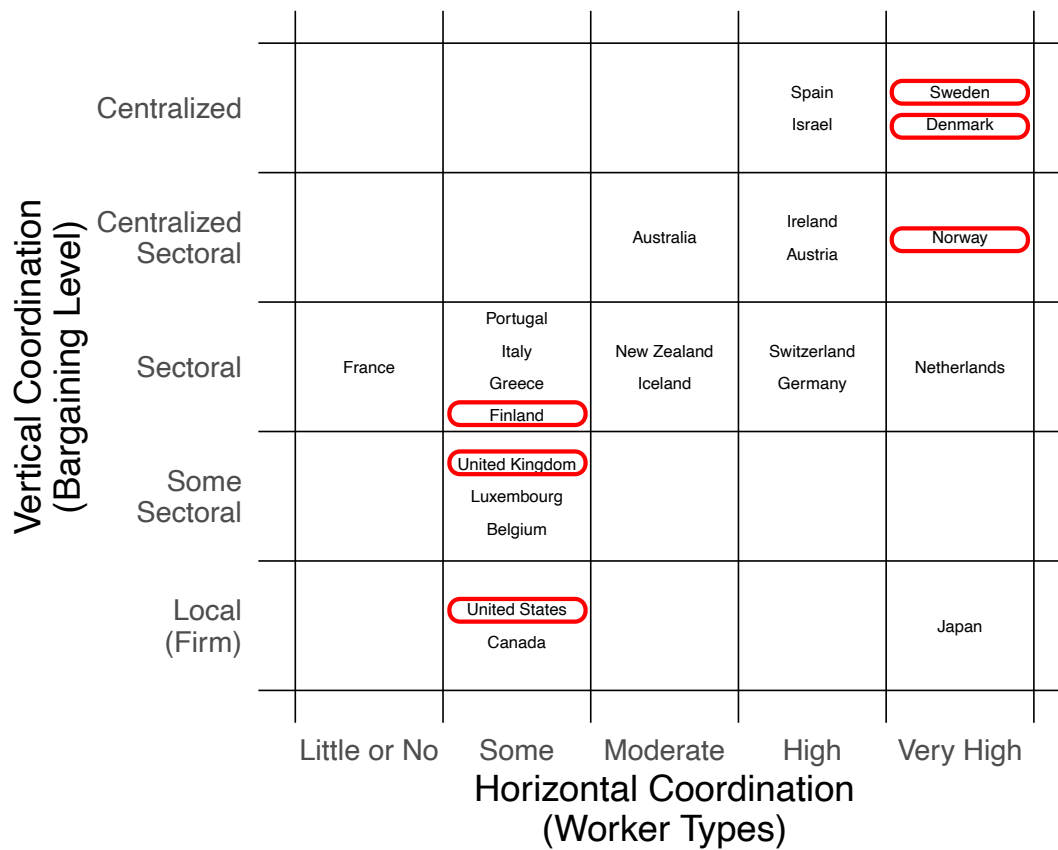 Vertical Coordination
(Bargaining Level)
Centralized
Spain
Sweden
Israel
Denmark
Centralized
Sectoral
Australia
Ireland
Austria
Norway
Sectoral
France
Portugal
Italy
Greece
Finland
New Zealand
Iceland
Switzerland
Germany
Netherlands
Some
Sectoral
United Kingdom
Luxembourg
Belgium
Local
(Firm)
United States
Canada
Japan
Little or No
Some
Moderate
High
Very High
Horizontal Coordination
(Worker Types)